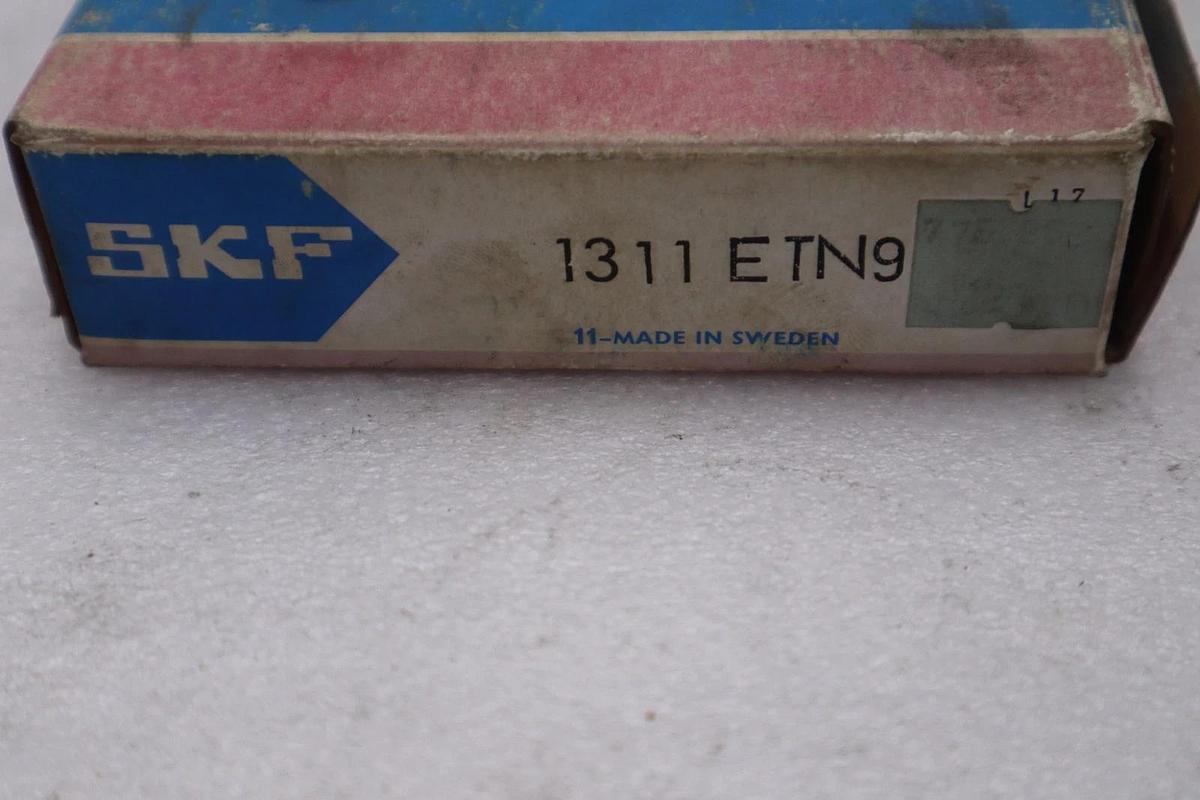 SKF
1311 ETN9
11-MADE IN SWEDEN